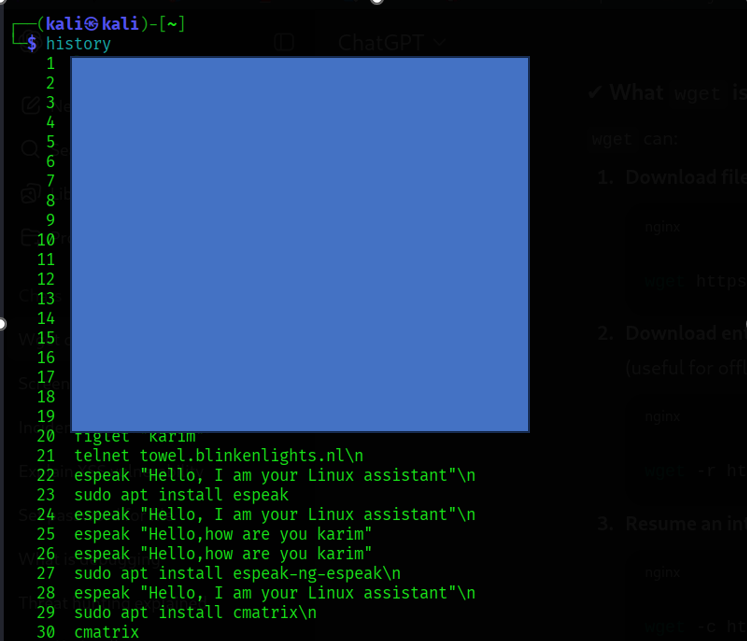 ┌──(kali㉿kali)-[~]
└─$ history
1
2
3
4
5
6
7
8
9
10
11
12
13
14
15
16
17
18
19
20 figlet "karim"
21 telnet towel.blinkenlights.nl\n
22 espeak "Hello, I am your Linux assistant"\n
23 sudo apt install espeak
24 espeak "Hello, I am your Linux assistant"\n
25 espeak "Hello,how are you karim"
26 espeak "Hello,how are you karim"
27 sudo apt install espeak-ng-espeak\n
28 espeak "Hello, I am your Linux assistant"\n
29 sudo apt install cmatrix\n
30 cmatrix
ChatGPT
✓ What wget is
wget can:
1. Download file
nginx
wget https
2. Download en
(useful for offl
nginx
wget -r ht
3. Resume an in
nginx
wget -c ht